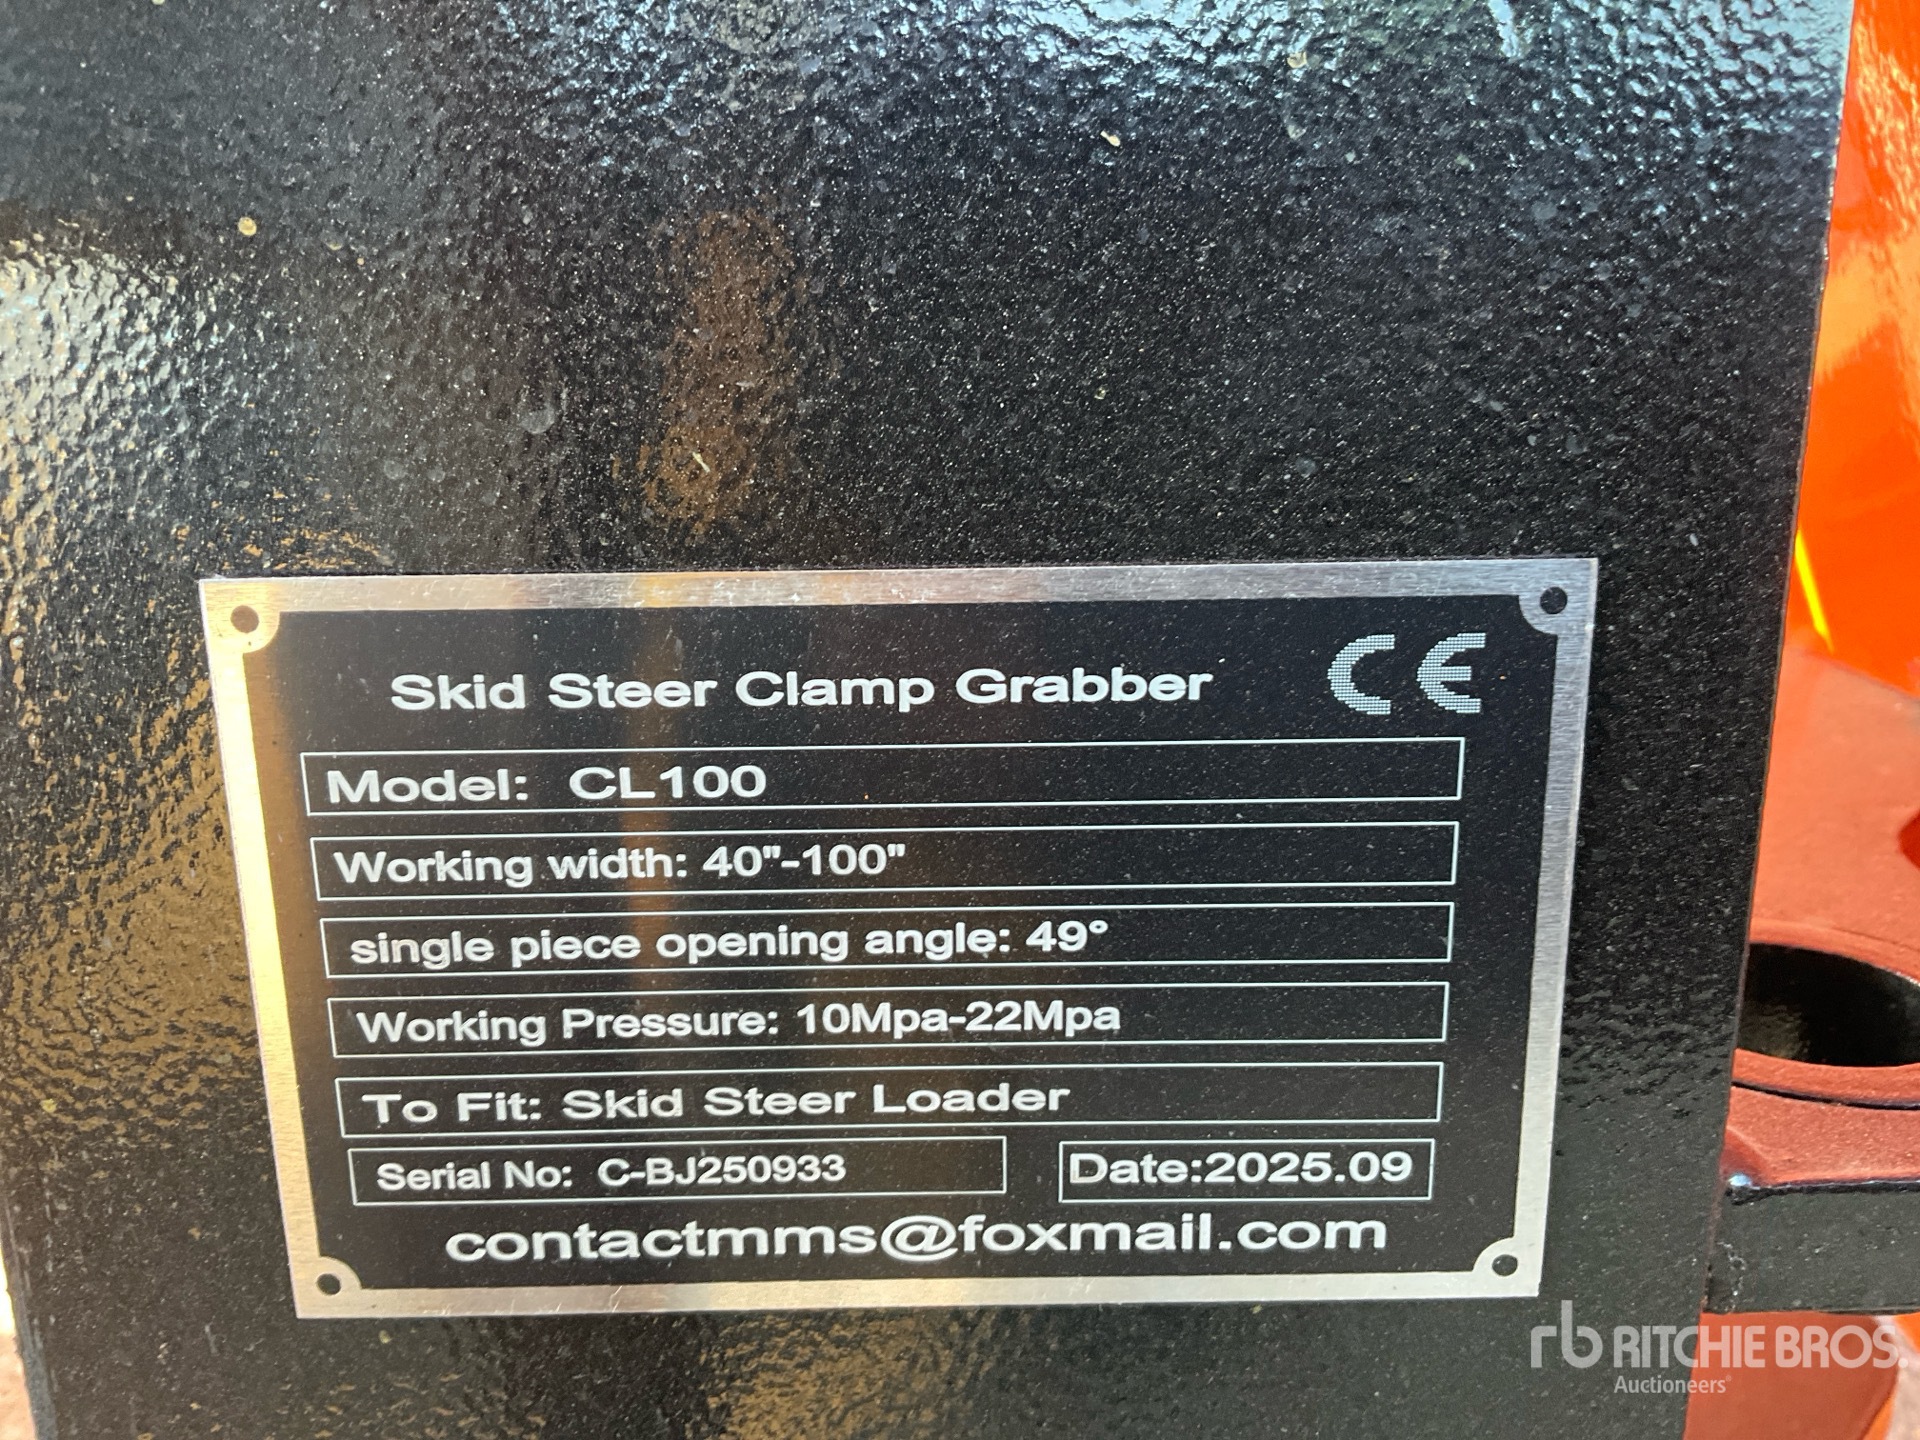 Skid Steer Clamp Grabber CE
Model: CL100
Working width: 40"-100"
single piece opening angle: 49°
Working Pressure: 10Mpa-22Mpa
To Fit: Skid Steer Loader
Serial No: C-BJ250933 Date:2025.09
contactmms@foxmail.com
rb RITCHIE BROS.
Auctioneers